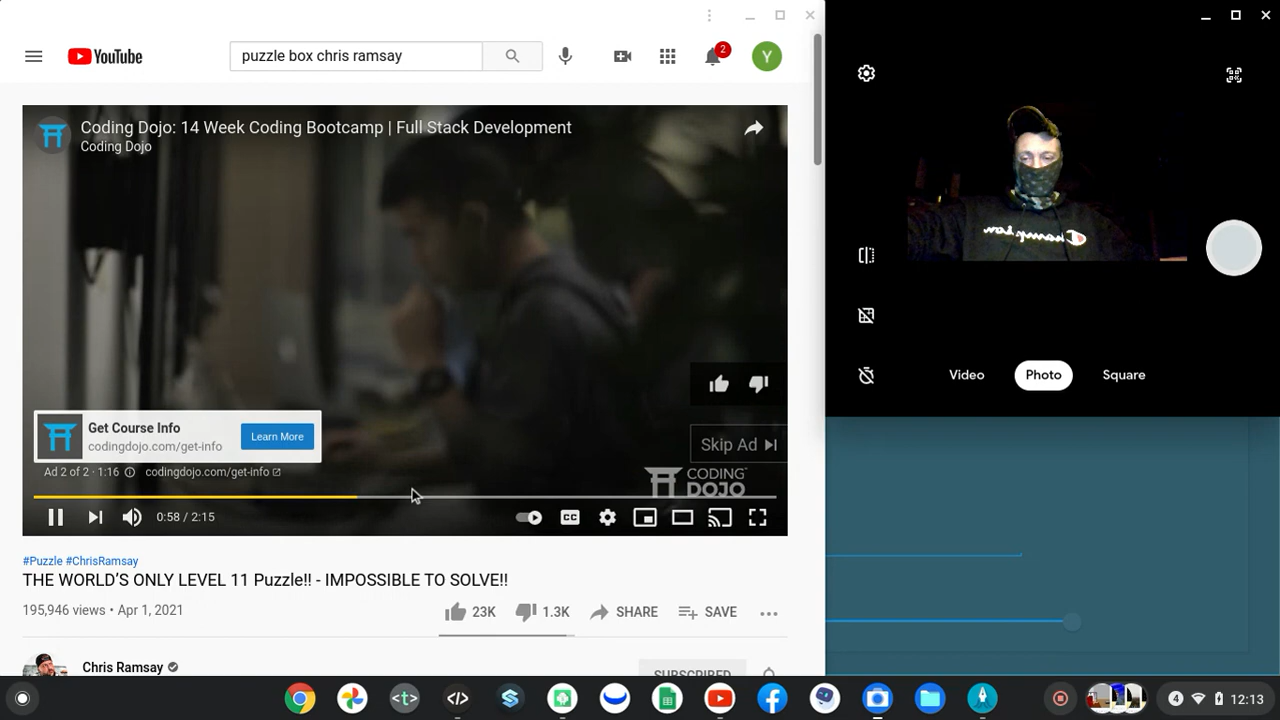 YouTube
puzzle box chris ramsay
2
Y
Coding Dojo: 14 Week Coding Bootcamp | Full Stack Development
Coding Dojo
Get Course Info
codingdojo.com/get-info
Learn More
Skip Ad
Ad 2 of 2 · 1:16 codingdojo.com/get-info
CODING
DOJO
0:58 / 2:15
CC
#Puzzle #ChrisRamsay
THE WORLD’S ONLY LEVEL 11 Puzzle!! - IMPOSSIBLE TO SOLVE!!
195,946 views • Apr 1, 2021
23K
1.3K
SHARE
SAVE
Chris Ramsay
SUBSCRIBED
Champion
Video
Photo
Square
4
12:13